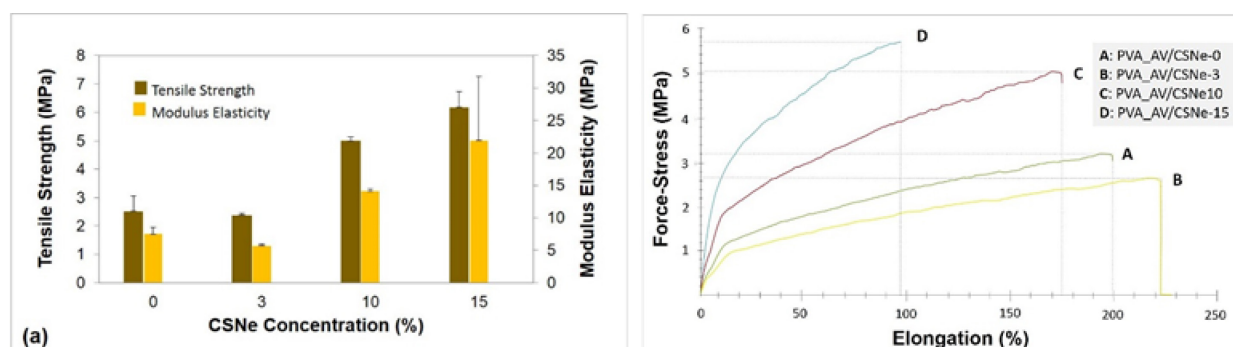 Tensile Strength (MPa)
8
7
6
5
4
3
2
1
0
Tensile Strength
Modulus Elasticity
35
30
25
20
15
10
5
0
Modulus Elasticity (MPa)
0 3 10 15
CSNe Concentration (%)
(a)
Force-Stress (MPa)
6
5
4
3
2
1
0 50 100 150 200 250
Elongation (%)
D
C
A
B
A: PVA_AV/CSNe-0
B: PVA_AV/CSNe-3
C: PVA_AV/CSNe10
D: PVA_AV/CSNe-15